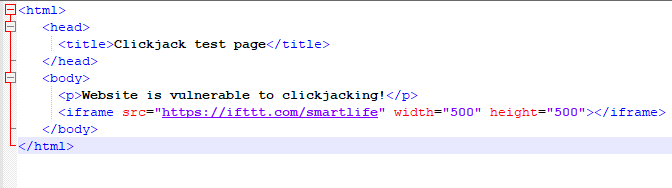 <html>
<head>
<title>Clickjack test page</title>
</head>
<body>
<p>Website is vulnerable to clickjacking!</p>
<iframe src="https://ifttt.com/smartlife" width="500" height="500"></iframe>
</body>
</html>